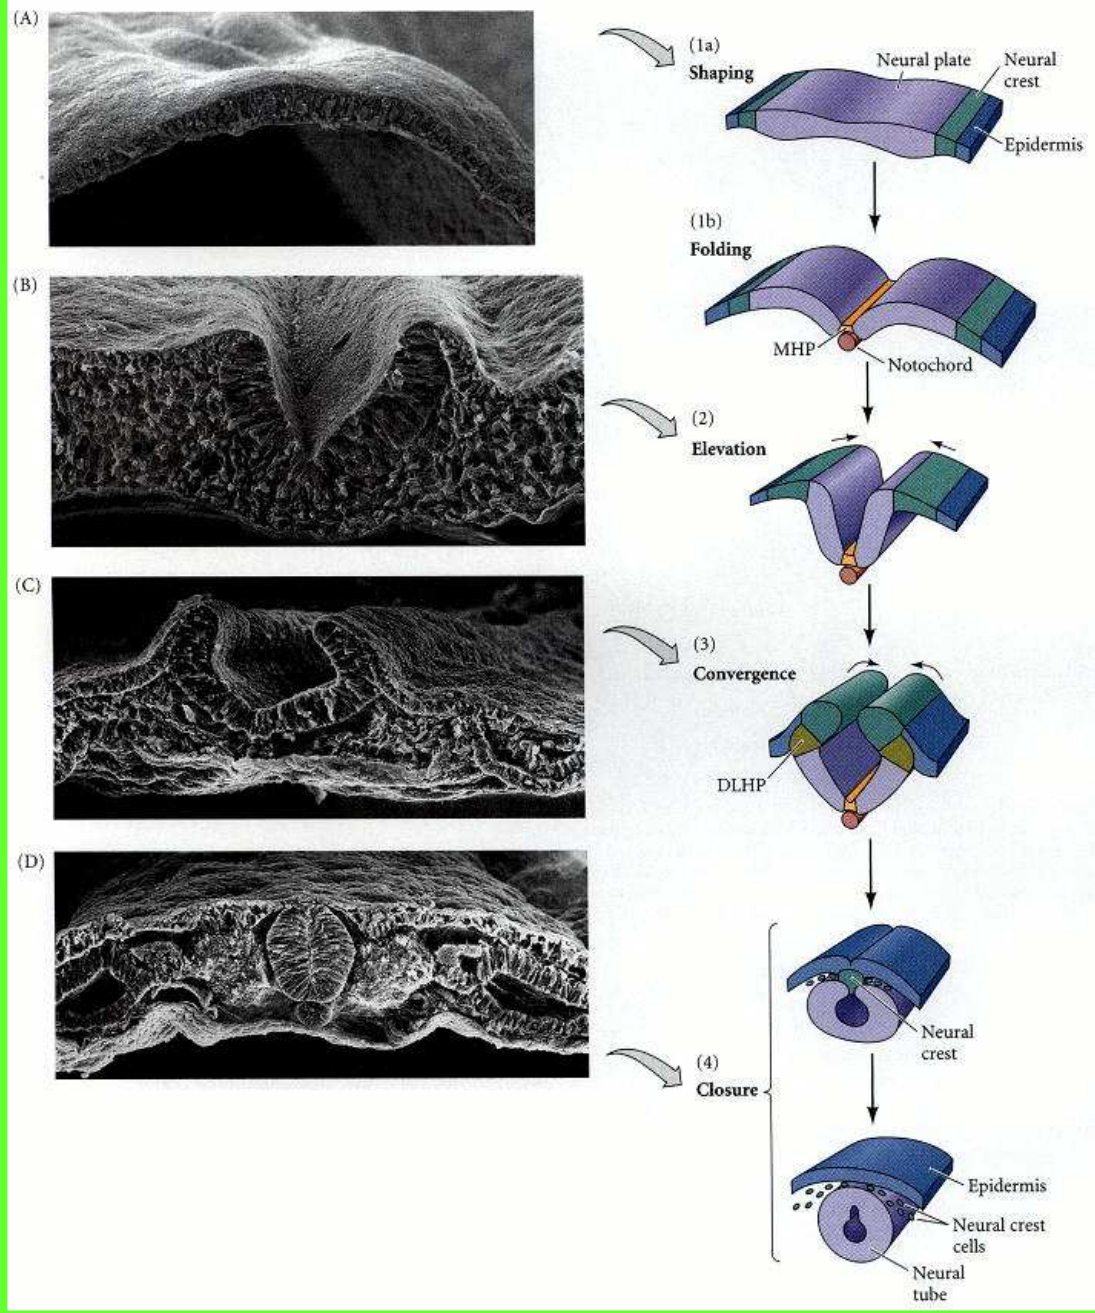 (A)
(1a)
Shaping
Neural plate
Neural
crest
Epidermis
(1b)
Folding
MHP
Notochord
(B)
(2)
Elevation
(C)
(3)
Convergence
DLHP
(D)
Neural
crest
(4)
Closure
Epidermis
Neural crest
cells
Neural
tube